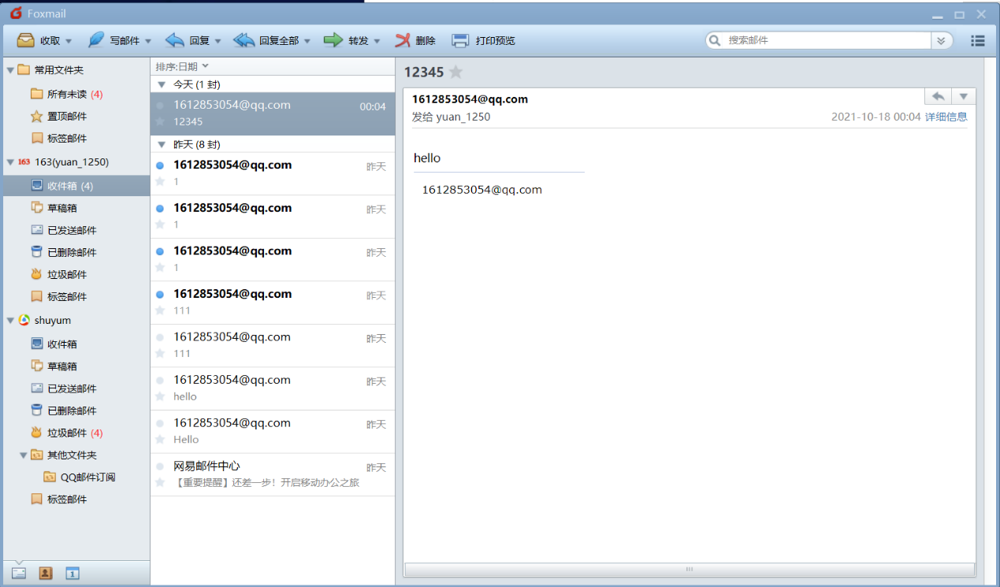 Foxmail
收取 写邮件 回复 回复全部 转发 删除 打印预览 搜索邮件
常用文件夹
所有未读 (4)
置顶邮件
标签邮件
163 163(yuan_1250)
收件箱 (4)
草稿箱
已发送邮件
已删除邮件
垃圾邮件
标签邮件
shuyum
收件箱
草稿箱
已发送邮件
已删除邮件
垃圾邮件 (4)
其他文件夹
QQ邮件订阅
标签邮件
1
排序:日期
今天 (1 封)
1612853054@qq.com 00:04
12345
昨天 (8 封)
1612853054@qq.com 昨天
1
1612853054@qq.com 昨天
1
1612853054@qq.com 昨天
1
1612853054@qq.com 昨天
111
1612853054@qq.com 昨天
111
1612853054@qq.com 昨天
hello
1612853054@qq.com 昨天
Hello
网易邮件中心 昨天
【重要提醒】还差一步！开启移动办公之旅
12345
1612853054@qq.com
发给 yuan_1250 2021-10-18 00:04 详细信息
hello
1612853054@qq.com